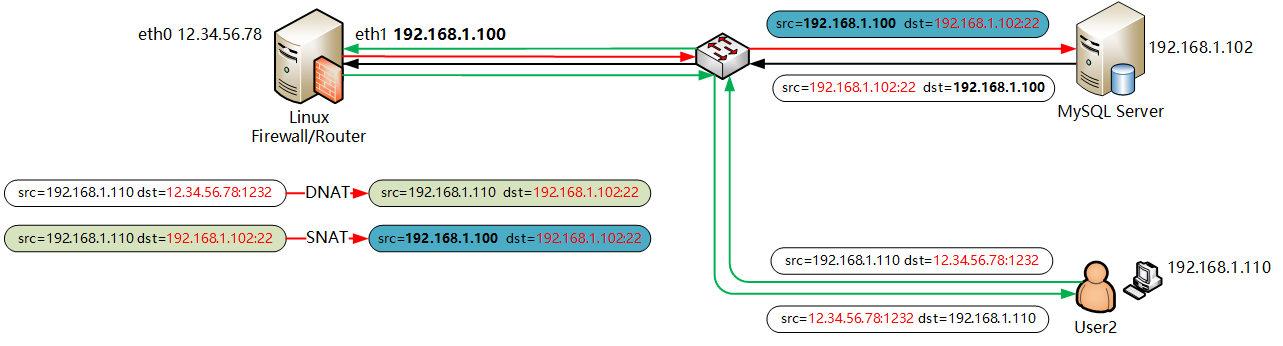 src=192.168.1.100 dst=192.168.1.102:22
eth0 12.34.56.78
eth1 192.168.1.100
192.168.1.102
src=192.168.1.102:22 dst=192.168.1.100
Linux
Firewall/Router
MySQL Server
src=192.168.1.110 dst=12.34.56.78:1232
DNAT
src=192.168.1.110 dst=192.168.1.102:22
src=192.168.1.110 dst=192.168.1.102:22
SNAT
src=192.168.1.100 dst=192.168.1.102:22
src=192.168.1.110 dst=12.34.56.78:1232
192.168.1.110
src=12.34.56.78:1232 dst=192.168.1.110
User2